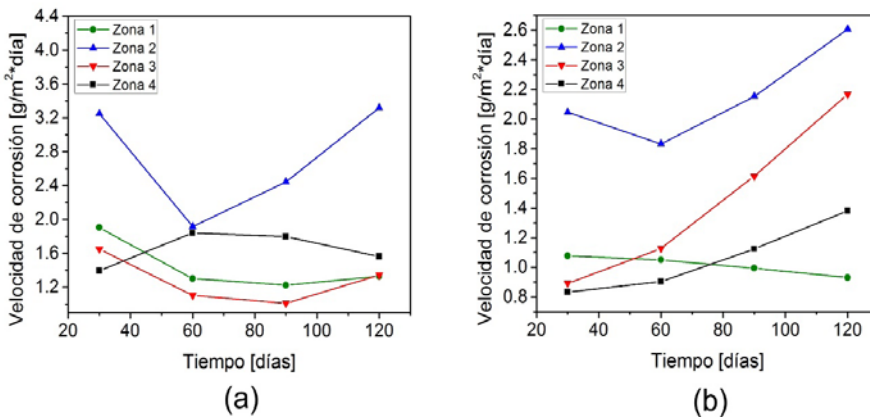 4.4
4.0
3.6
3.2
2.8
2.4
2.0
1.6
1.2
Velocidad de corrosión [g/m²*día]
Zona 1
Zona 2
Zona 3
Zona 4
20 40 60 80 100 120
Tiempo [días]
(a)
2.6
2.4
2.2
2.0
1.8
1.6
1.4
1.2
1.0
0.8
Velocidad de corrosión [g/m²*día]
Zona 1
Zona 2
Zona 3
Zona 4
20 40 60 80 100 120
Tiempo [días]
(b)